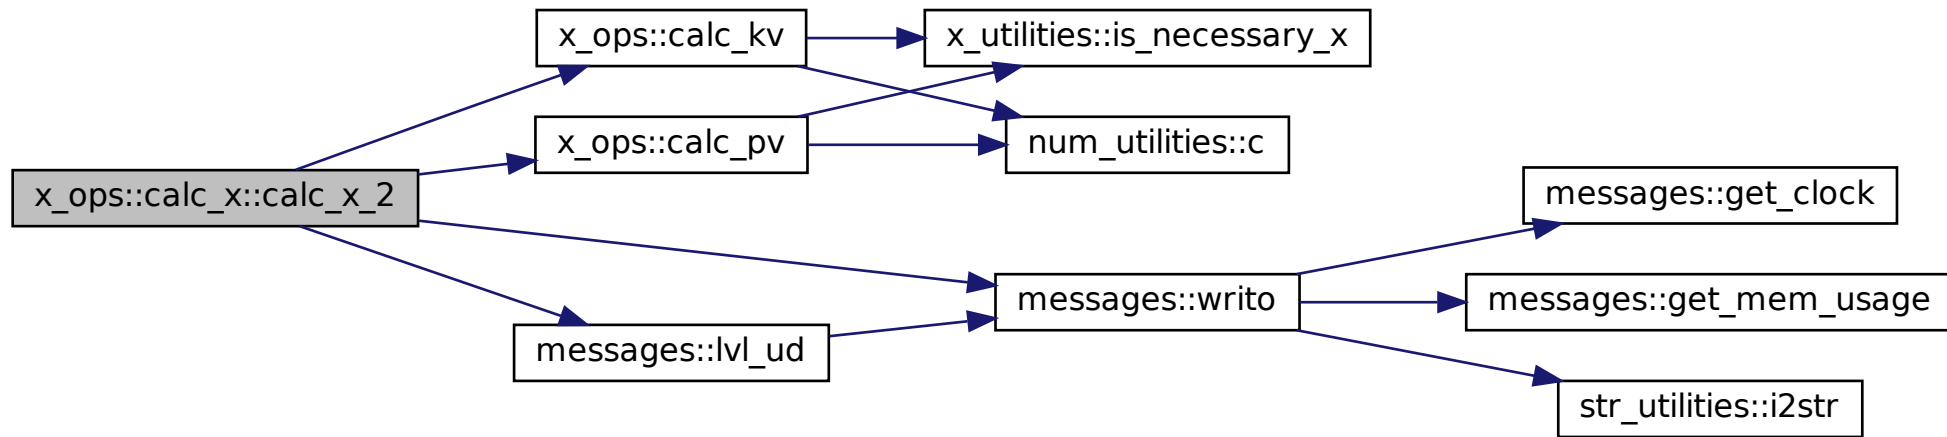 x_ops::calc_x::calc_x_2
x_ops::calc_kv
x_utilities::is_necessary_x
x_ops::calc_pv
num_utilities::c
messages::writo
messages::lvl_ud
messages::get_clock
messages::get_mem_usage
str_utilities::i2str